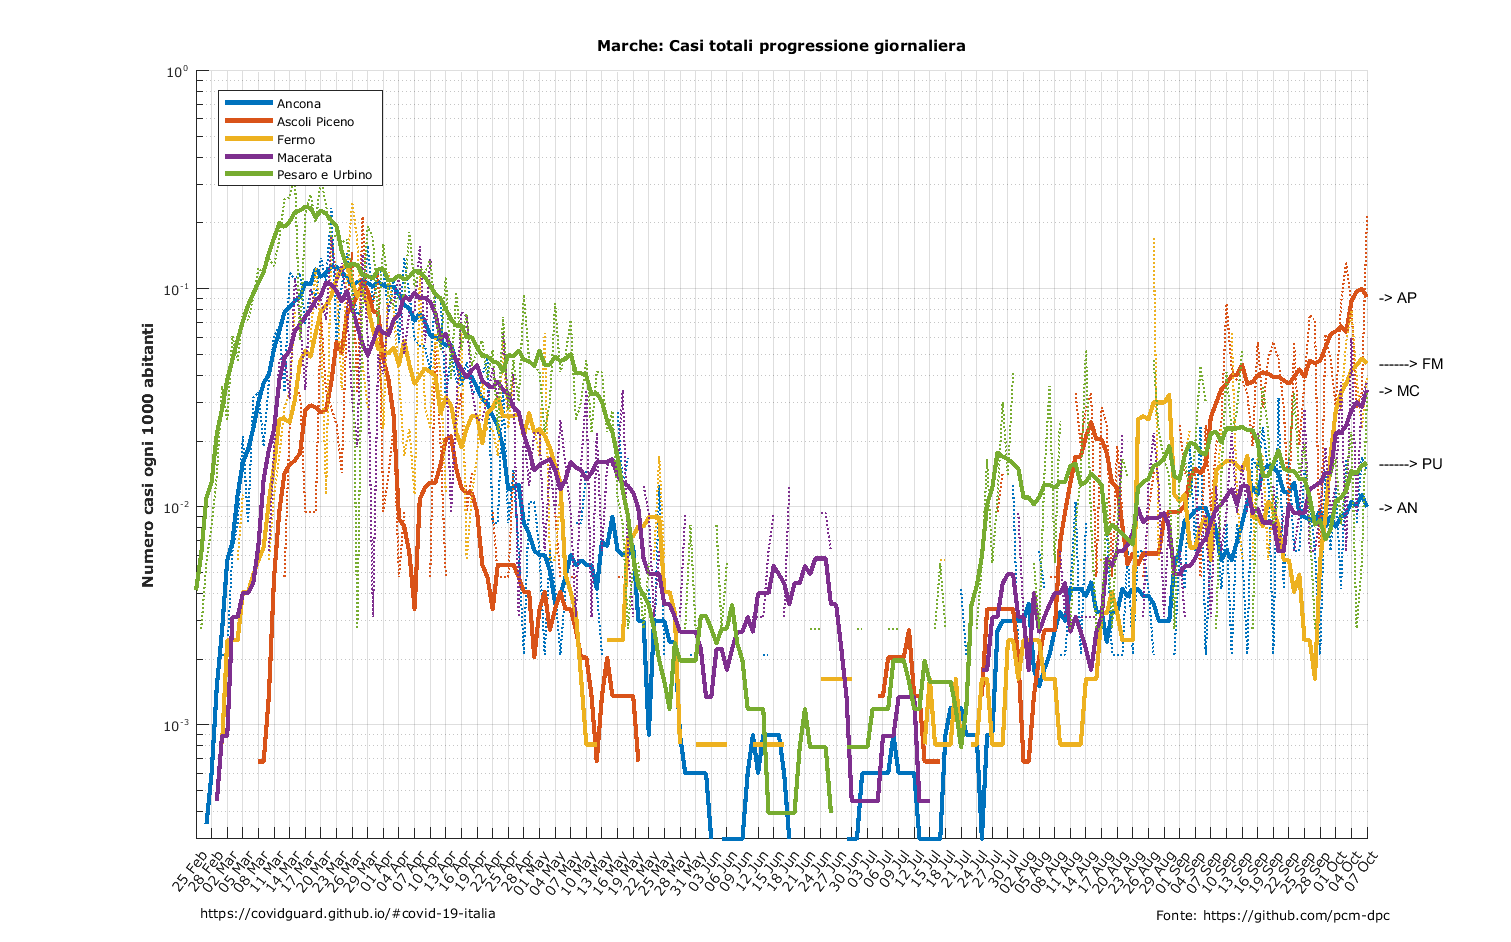 Marche: Casi totali progressione giornaliera
Numero casi ogni 1000 abitanti
10^0
10^-1
10^-2
10^-3
Ancona
Ascoli Piceno
Fermo
Macerata
Pesaro e Urbino
-> AP
------> FM
-> MC
------> PU
-> AN
25 Feb
28 Feb
02 Mar
05 Mar
08 Mar
11 Mar
14 Mar
17 Mar
20 Mar
23 Mar
26 Mar
29 Mar
01 Apr
04 Apr
07 Apr
10 Apr
13 Apr
16 Apr
19 Apr
22 Apr
25 Apr
28 Apr
01 May
04 May
07 May
10 May
13 May
16 May
19 May
22 May
25 May
28 May
31 May
03 Jun
06 Jun
09 Jun
12 Jun
15 Jun
18 Jun
21 Jun
24 Jun
27 Jun
30 Jun
03 Jul
06 Jul
09 Jul
12 Jul
15 Jul
18 Jul
21 Jul
24 Jul
27 Jul
30 Jul
02 Aug
05 Aug
08 Aug
11 Aug
14 Aug
17 Aug
20 Aug
23 Aug
26 Aug
29 Aug
01 Sep
04 Sep
07 Sep
10 Sep
13 Sep
16 Sep
19 Sep
22 Sep
25 Sep
28 Sep
01 Oct
04 Oct
07 Oct
https://covidguard.github.io/#covid-19-italia
Fonte: https://github.com/pcm-dpc